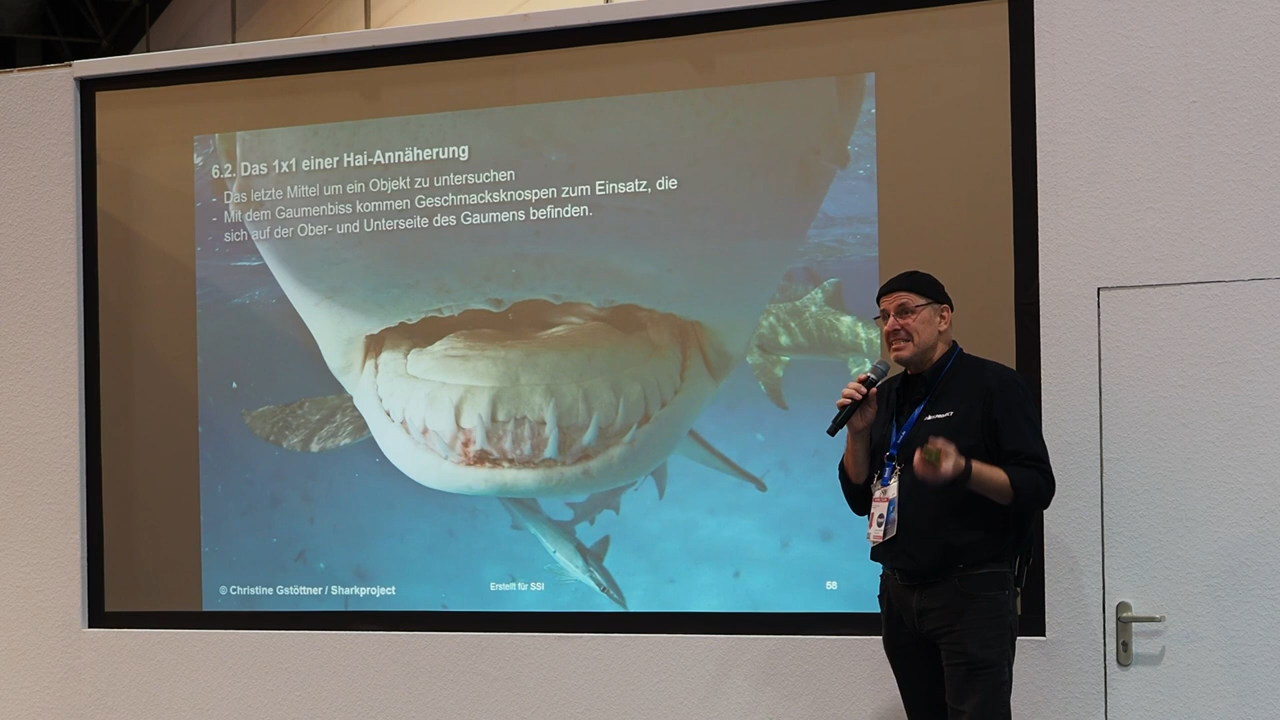 6.2. Das 1x1 einer Hai-Annäherung
- Das letzte Mittel um ein Objekt zu untersuchen
- Mit dem Gaumenbiss kommen Geschmacksknospen zum Einsatz, die
sich auf der Ober- und Unterseite des Gaumens befinden.
© Christine Gstöttner / Sharkproject
Erstellt für SSI
58